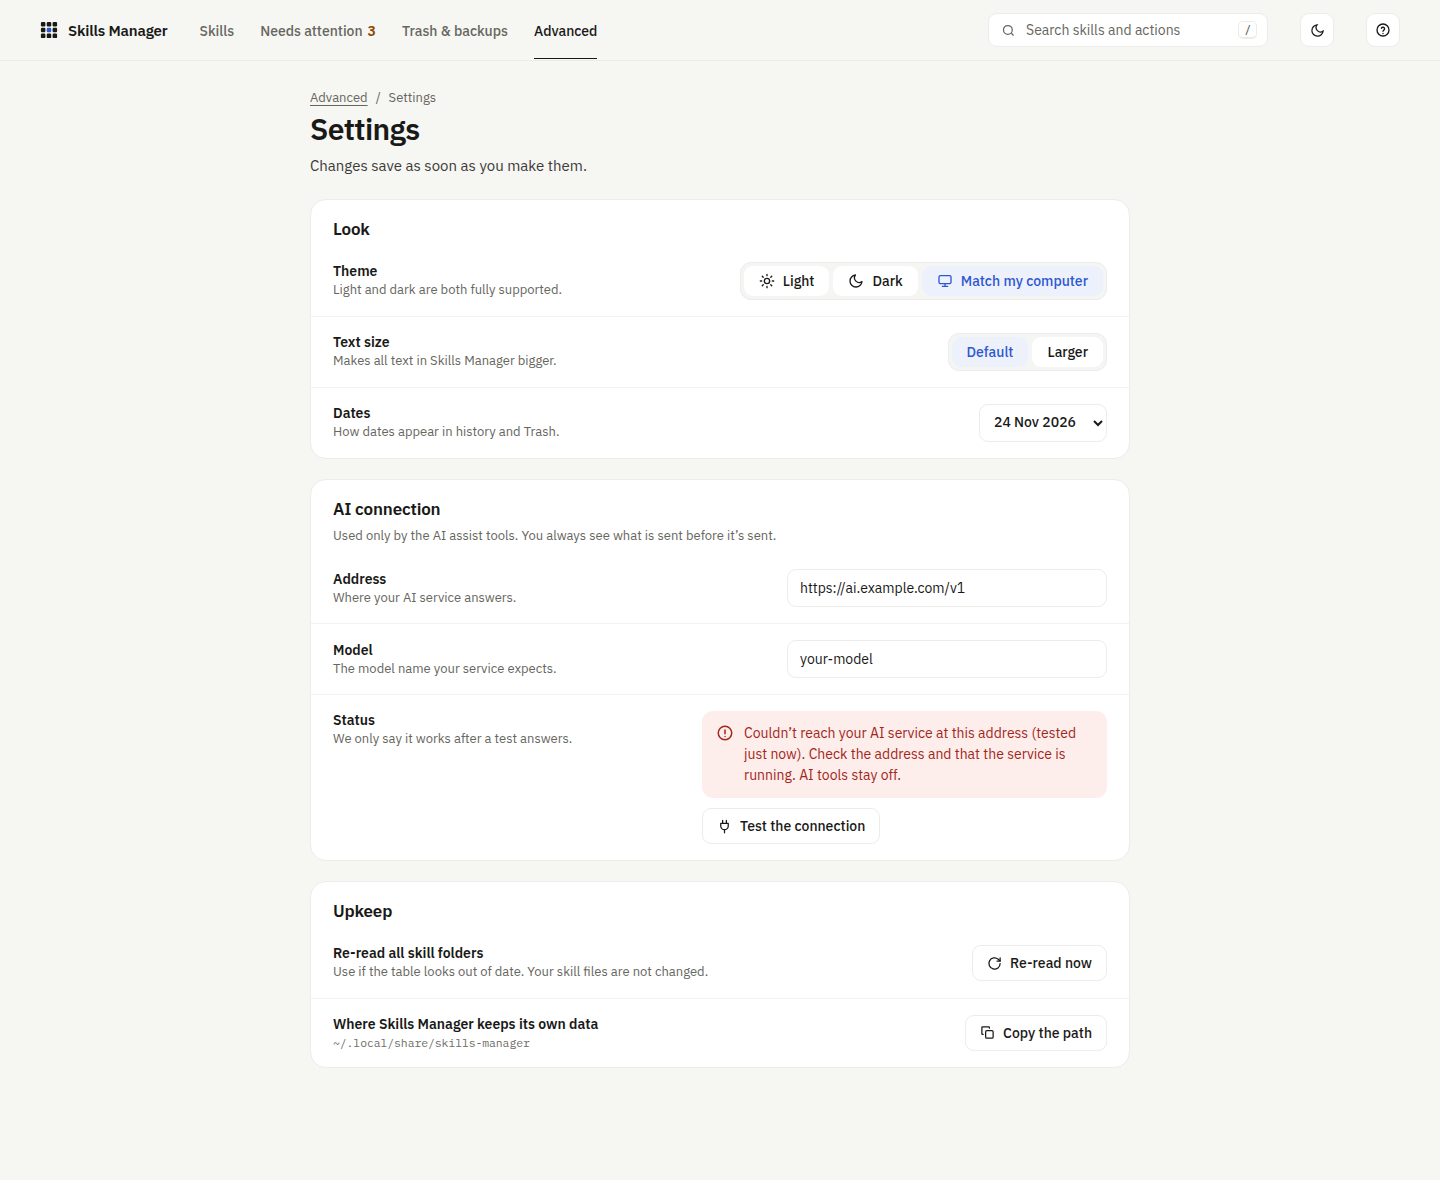 Skills Manager
Skills
Needs attention 3
Trash & backups
Advanced
Search skills and actions
/
Advanced / Settings
Settings
Changes save as soon as you make them.
Look
Theme
Light and dark are both fully supported.
Light
Dark
Match my computer
Text size
Makes all text in Skills Manager bigger.
Default
Larger
Dates
How dates appear in history and Trash.
24 Nov 2026
AI connection
Used only by the AI assist tools. You always see what is sent before it’s sent.
Address
Where your AI service answers.
https://ai.example.com/v1
Model
The model name your service expects.
your-model
Status
We only say it works after a test answers.
Couldn’t reach your AI service at this address (tested
just now). Check the address and that the service is
running. AI tools stay off.
Test the connection
Upkeep
Re-read all skill folders
Use if the table looks out of date. Your skill files are not changed.
Re-read now
Where Skills Manager keeps its own data
~/.local/share/skills-manager
Copy the path